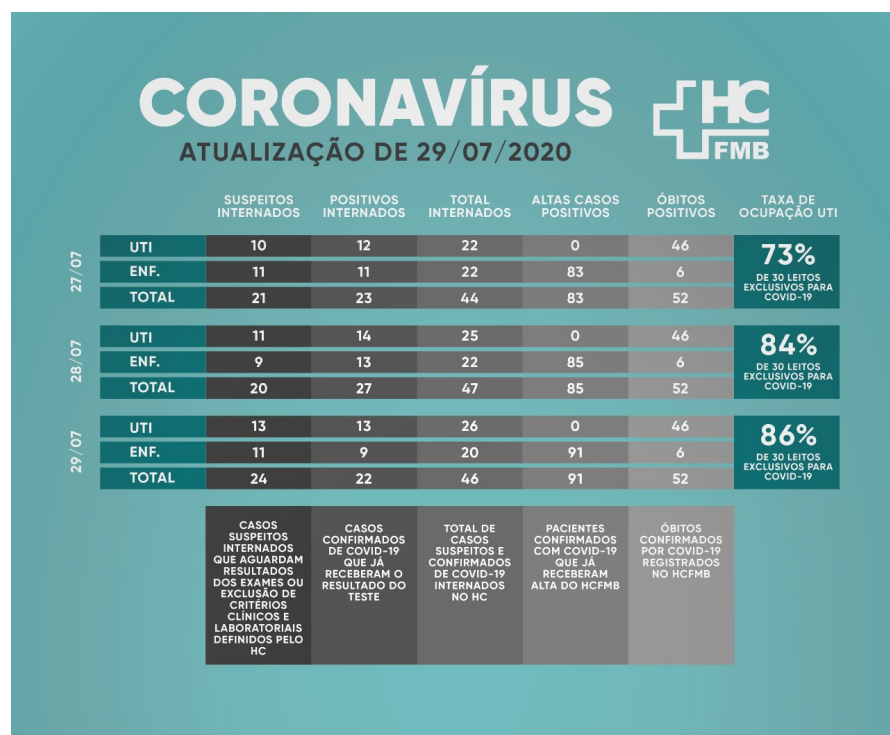 CORONAVÍRUS
ATUALIZAÇÃO DE 29/07/2020
HC
FMB
SUSPEITOS INTERNADOS
POSITIVOS INTERNADOS
TOTAL INTERNADOS
ALTAS CASOS POSITIVOS
ÓBITOS POSITIVOS
TAXA DE OCUPAÇÃO UTI
27/07
UTI 10 12 22 0 46
ENF. 11 11 22 83 6
TOTAL 21 23 44 83 52
73%
DE 30 LEITOS
EXCLUSIVOS PARA
COVID-19
28/07
UTI 11 14 25 0 46
ENF. 9 13 22 85 6
TOTAL 20 27 47 85 52
84%
DE 30 LEITOS
EXCLUSIVOS PARA
COVID-19
29/07
UTI 13 13 26 0 46
ENF. 11 9 20 91 6
TOTAL 24 22 46 91 52
86%
DE 30 LEITOS
EXCLUSIVOS PARA
COVID-19
CASOS
SUSPEITOS
INTERNADOS
QUE AGUARDAM
RESULTADOS
DOS EXAMES OU
EXCLUSÃO DE
CRITÉRIOS
CLÍNICOS E
LABORATORIAIS
DEFINIDOS PELO
HC
CASOS
CONFIRMADOS
DE COVID-19
QUE JÁ
RECEBERAM O
RESULTADO DO
TESTE
TOTAL DE
CASOS
SUSPEITOS E
CONFIRMADOS
DE COVID-19
INTERNADOS
NO HC
PACIENTES
CONFIRMADOS
COM COVID-19
QUE JÁ
RECEBERAM
ALTA DO HCFMB
ÓBITOS
CONFIRMADOS
POR COVID-19
REGISTRADOS
NO HCFMB